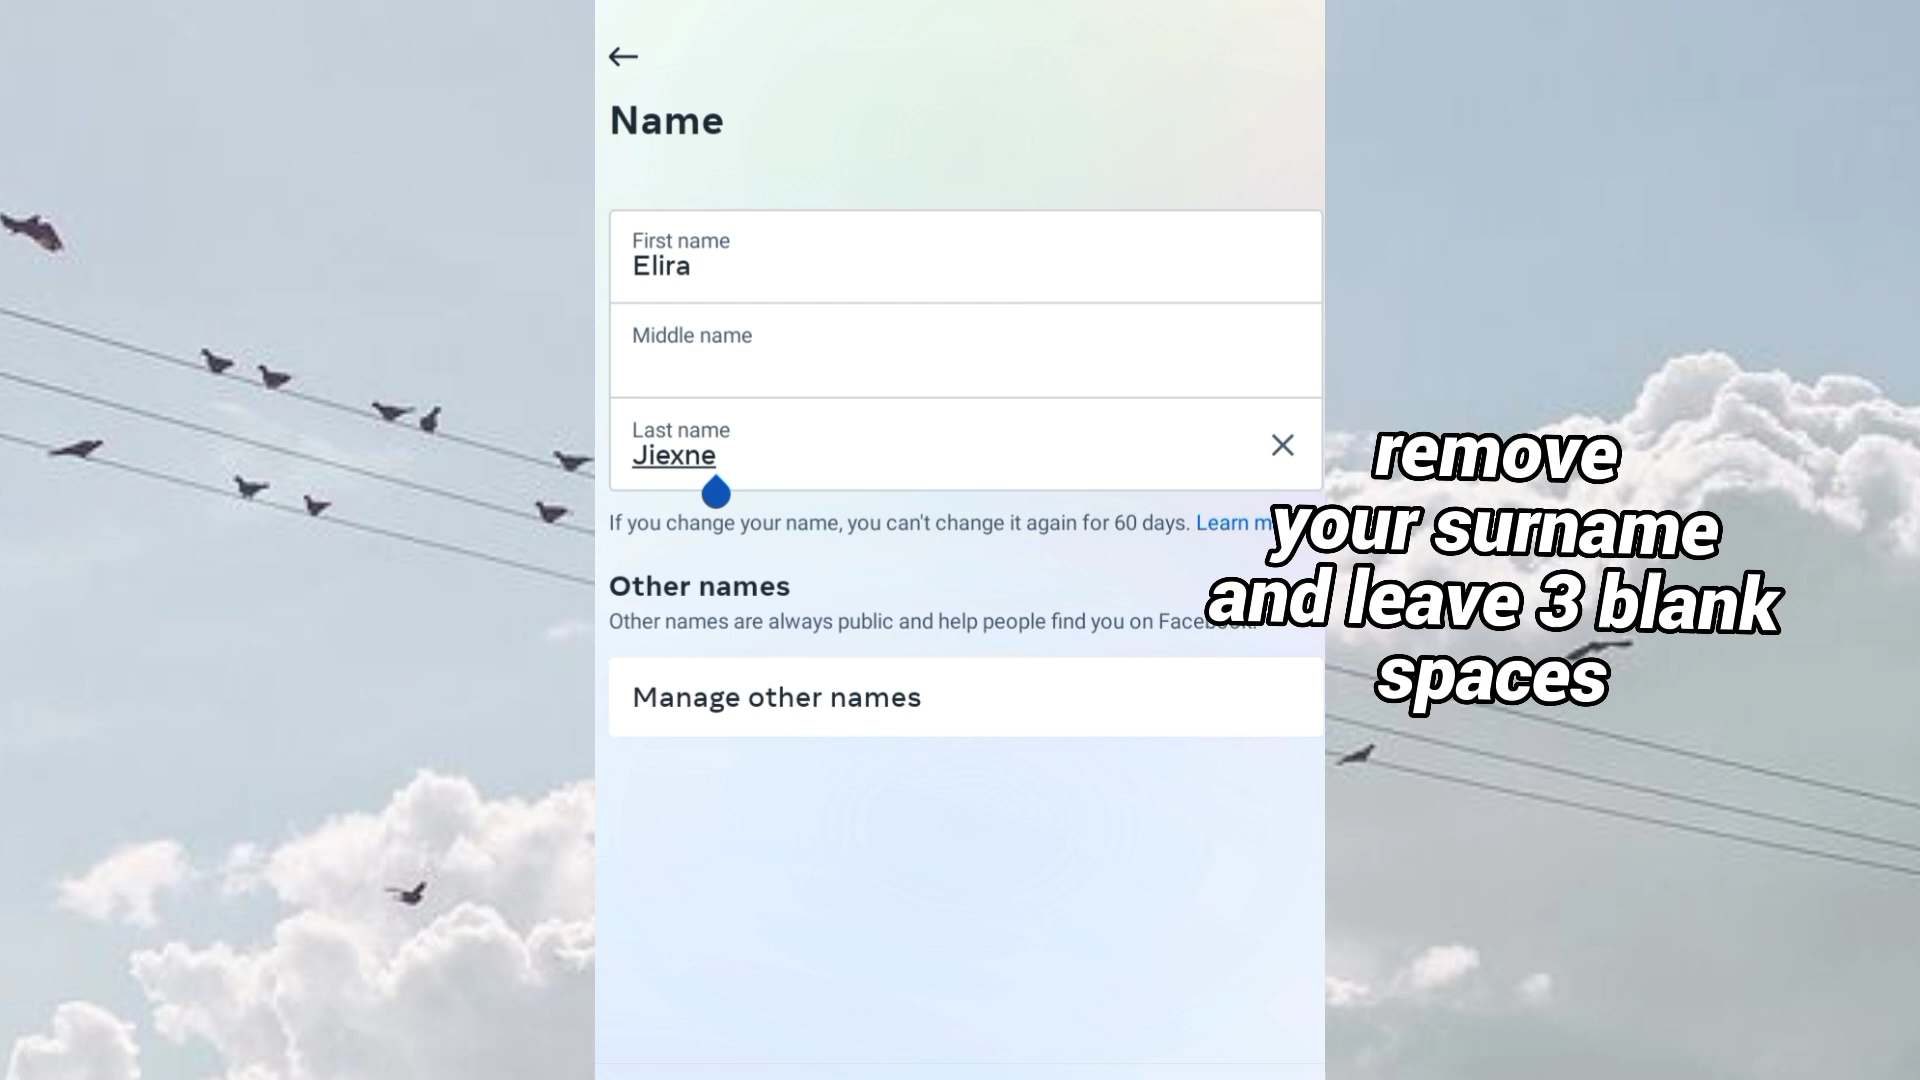 Name
First name
Elira
Middle name
Last name
Jiexne
If you change your name, you can't change it again for 60 days. Learn m
Other names
Other names are always public and help people find you on Facebook.
Manage other names
remove
your surname
and leave 3 blank
spaces